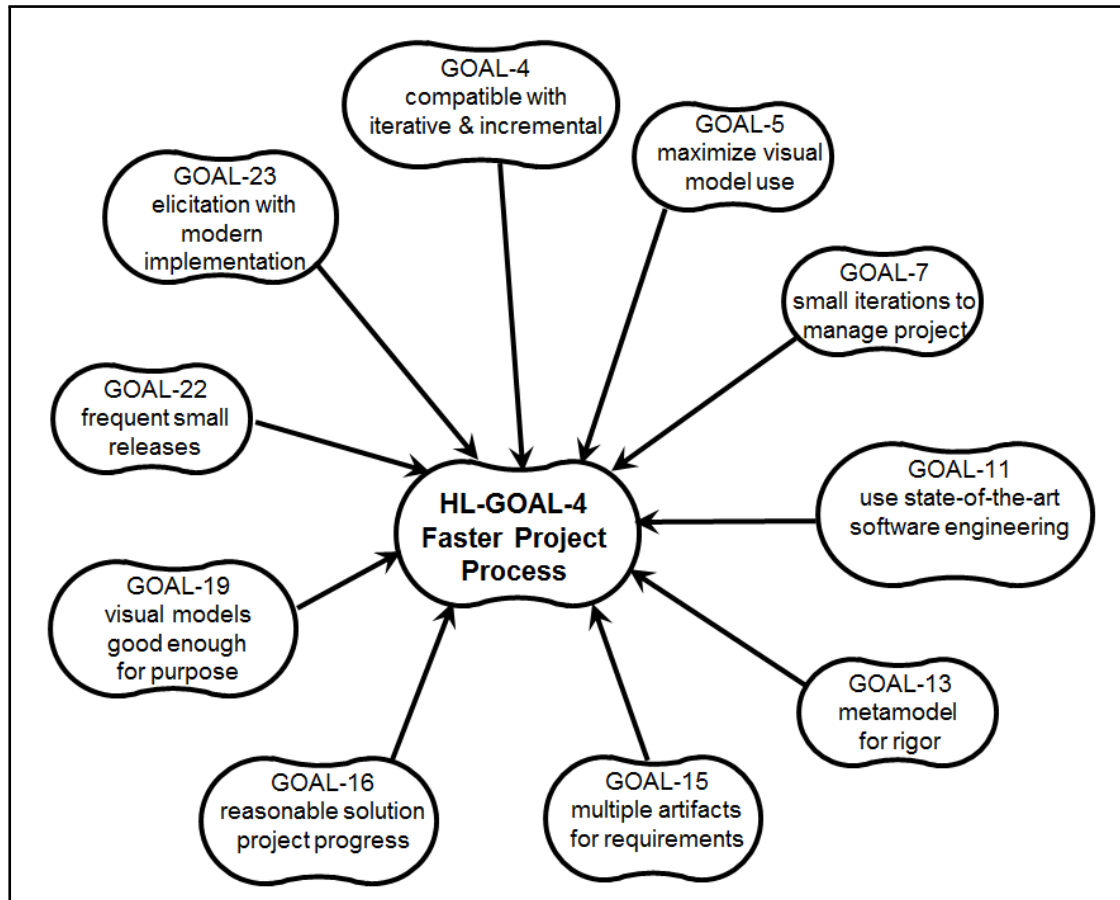 GOAL-4
compatible with
iterative & incremental
GOAL-5
maximize visual
model use
GOAL-23
elicitation with
modern
implementation
GOAL-7
small iterations to
manage project
GOAL-22
frequent small
releases
GOAL-11
use state-of-the-art
software engineering
HL-GOAL-4
Faster Project
Process
GOAL-19
visual models
good enough
for purpose
GOAL-13
metamodel
for rigor
GOAL-16
reasonable solution
project progress
GOAL-15
multiple artifacts
for requirements